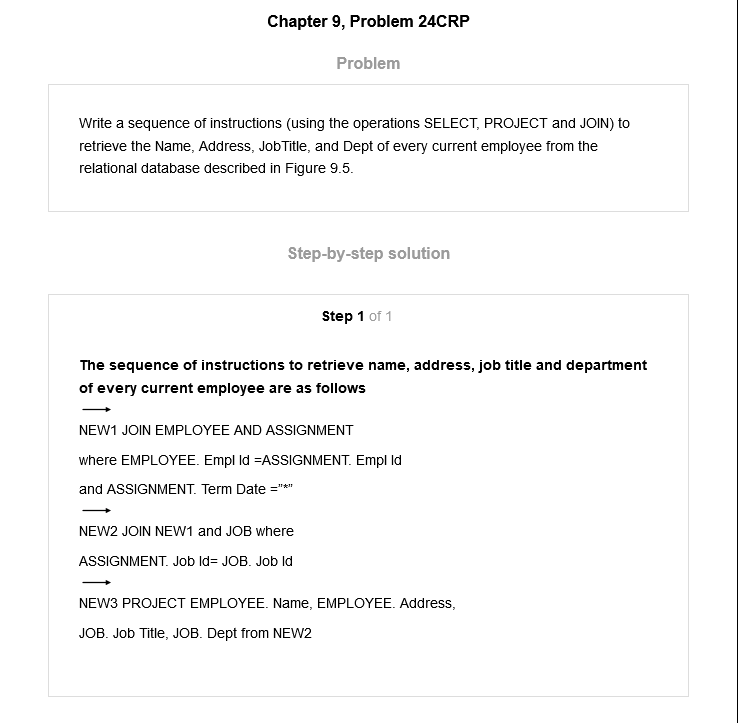 Chapter 9, Problem 24CRP
Problem
Write a sequence of instructions (using the operations SELECT, PROJECT and JOIN) to
retrieve the Name, Address, JobTitle, and Dept of every current employee from the
relational database described in Figure 9.5.
Step-by-step solution
Step 1 of 1
The sequence of instructions to retrieve name, address, job title and department
of every current employee are as follows
⟶
NEW1 JOIN EMPLOYEE AND ASSIGNMENT
where EMPLOYEE. Empl Id =ASSIGNMENT. Empl Id
and ASSIGNMENT. Term Date =”*”
⟶
NEW2 JOIN NEW1 and JOB where
ASSIGNMENT. Job Id= JOB. Job Id
⟶
NEW3 PROJECT EMPLOYEE. Name, EMPLOYEE. Address,
JOB. Job Title, JOB. Dept from NEW2